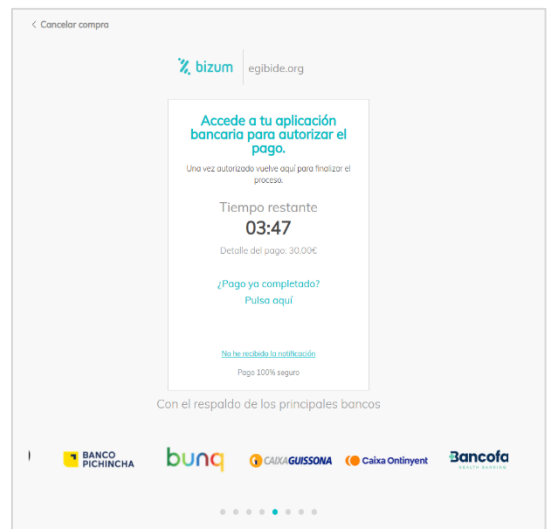 < Cancelar compra
bizum egibide.org
Accede a tu aplicación
bancaria para autorizar el
pago.
Una vez autorizado vuelve aquí para finalizar el
proceso.
Tiempo restante
03:47
Detalle del pago: 30,00€
¿Pago ya completado?
Pulsa aquí
No he recibido la notificación
Pago 100% seguro
Con el respaldo de los principales bancos
BANCO
PICHINCHA
bunq
CAIXAGUISSONA
Caixa Ontinyent
Bancofa